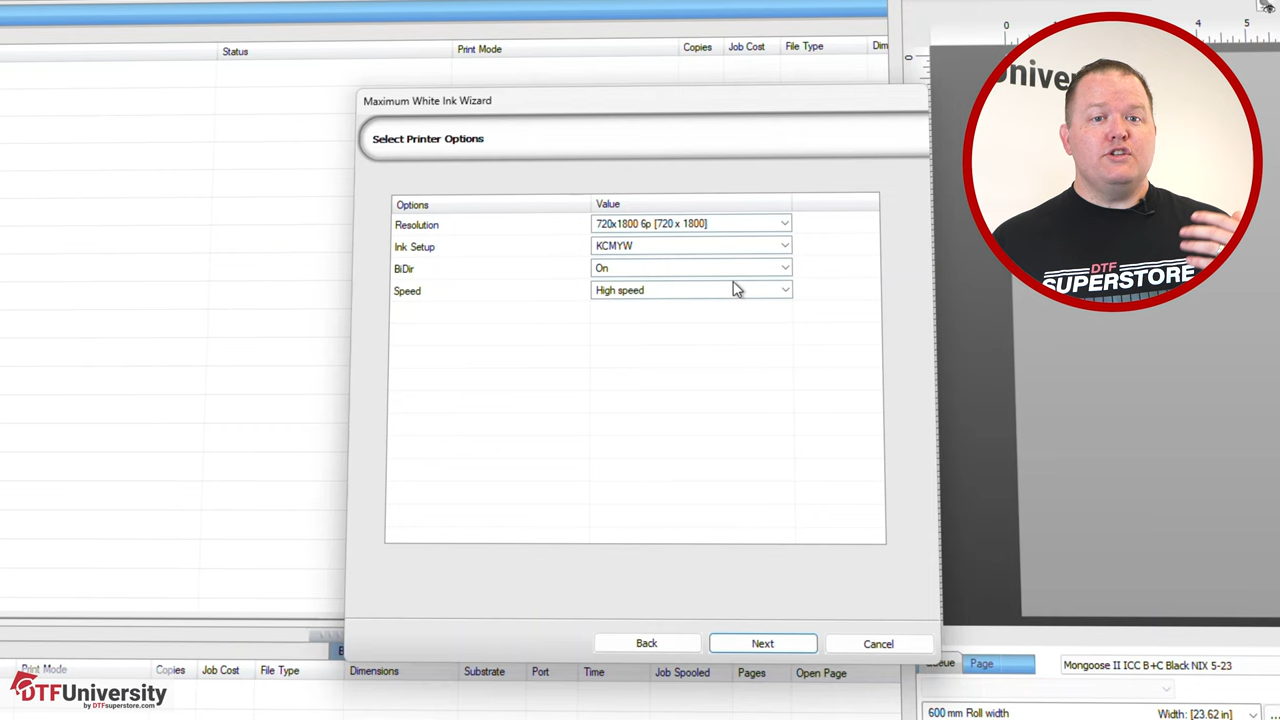 Status Print Mode Copies Job Cost File Type Dim
0 4 5
0
Univer
Maximum White Ink Wizard
Select Printer Options
Options Value
Resolution 720x1800 6p [720 x 1800]
Ink Setup KCMYW
BiDir On
Speed High speed
DTF
SUPERSTORE
Back Next Cancel
Print Mode Copies Job Cost File Type Dimensions Substrate Port Time Job Spooled Pages Open Page
Queue Page Mongoose II ICC B+C Black NIX 5-23
600 mm Roll width Width: [23.62 in]
DTFUniversity
by DTFsuperstore.com